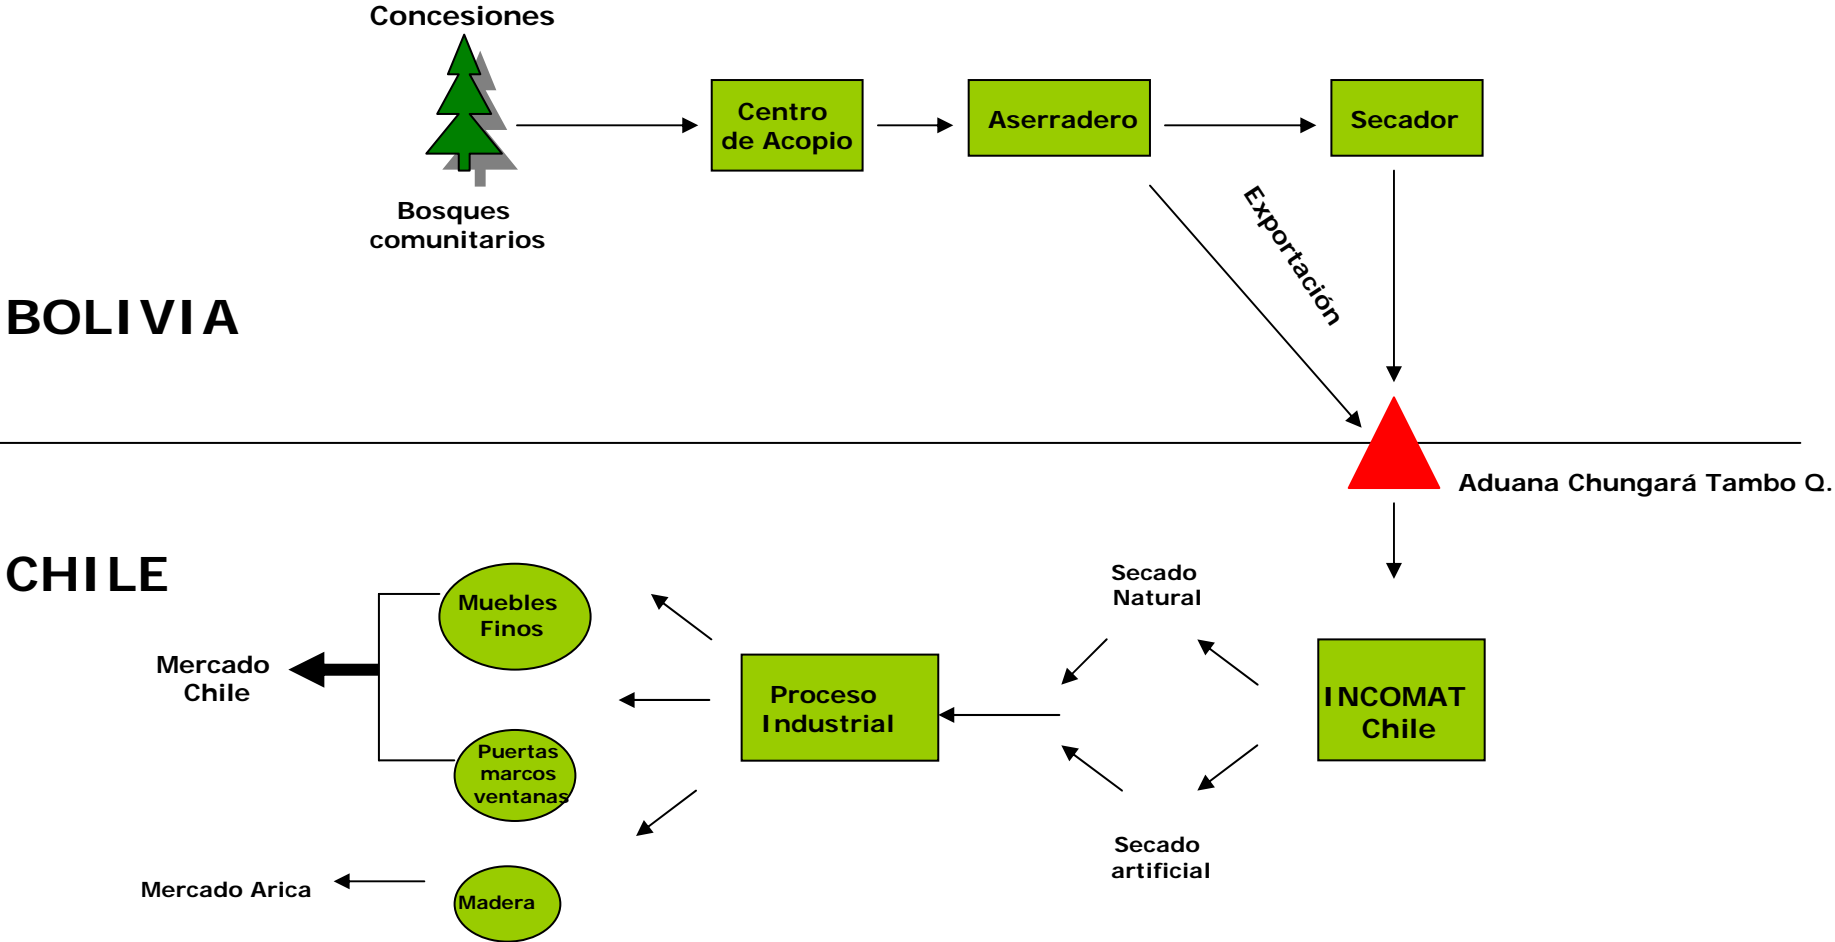 Concesiones
Centro
de Acopio
Aserradero
Secador
Bosques
comunitarios
Exportación
BOLIVIA
Aduana Chungará Tambo Q.
CHILE
Secado
Natural
Muebles
Finos
Mercado
Chile
Proceso
Industrial
INCOMAT
Chile
Puertas
marcos
ventanas
Secado
artificial
Mercado Arica
Madera